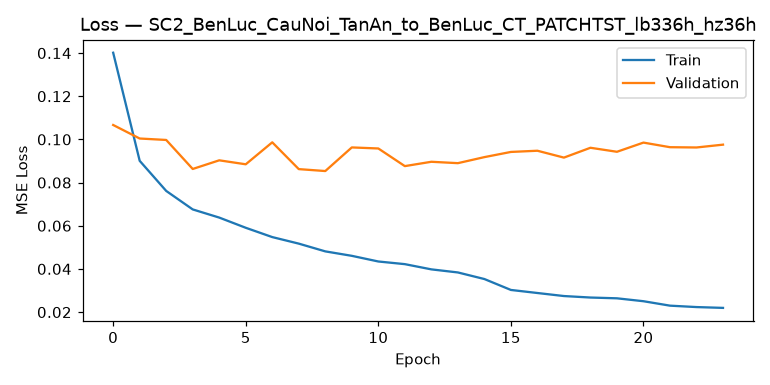 Loss — SC2_BenLuc_CauNoi_TanAn_to_BenLuc_CT_PATCHTST_lb336h_hz36h
Train
Validation
MSE Loss
0.14
0.12
0.10
0.08
0.06
0.04
0.02
0
5
10
15
20
Epoch